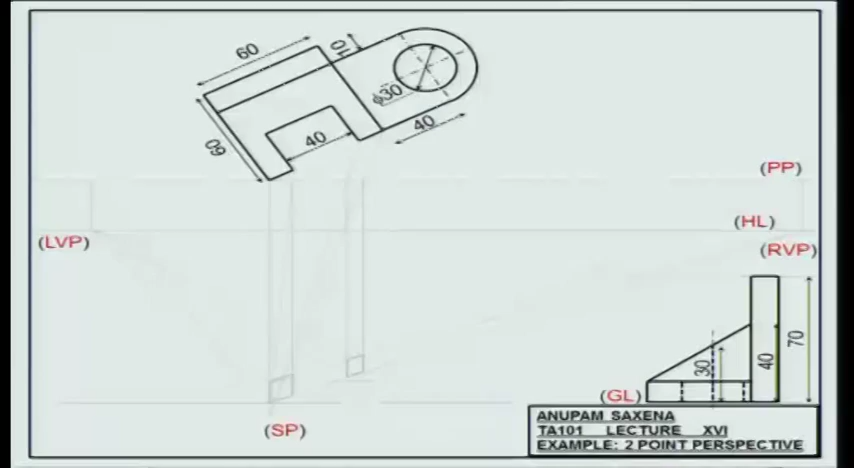 60
10
60
40
ϕ30
40
(PP)
(HL)
(LVP)
(RVP)
70
40
30
(GL)
(SP)
ANUPAM SAXENA
TA101 LECTURE XVI
EXAMPLE: 2 POINT PERSPECTIVE